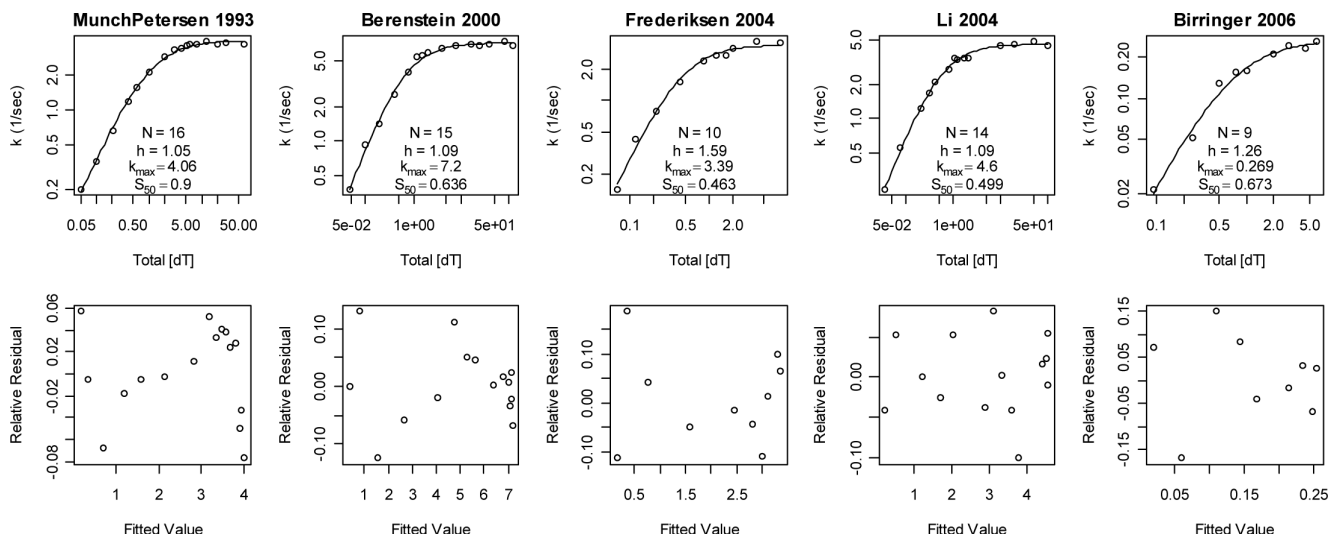 MunchPetersen 1993
Berenstein 2000
Frederiksen 2004
Li 2004
Birringer 2006
k (1/sec)
2.0
1.0
0.5
0.2
N = 16
h = 1.05
kmax = 4.06
S50 = 0.9
0.05 0.50 5.00 50.00
Total [dT]
k (1/sec)
5.0
2.0
1.0
0.5
N = 15
h = 1.09
kmax = 7.2
S50 = 0.636
5e-02 1e+00 5e+01
Total [dT]
k (1/sec)
2.0
1.0
0.5
0.2
N = 10
h = 1.59
kmax = 3.39
S50 = 0.463
0.1 0.5 2.0
Total [dT]
k (1/sec)
5.0
2.0
1.0
0.5
N = 14
h = 1.09
kmax = 4.6
S50 = 0.499
5e-02 1e+00 5e+01
Total [dT]
k (1/sec)
0.20
0.10
0.05
0.02
N = 9
h = 1.26
kmax = 0.269
S50 = 0.673
0.1 0.5 2.0 5.0
Total [dT]
Relative Residual
0.06
0.02
-0.02
-0.08
1 2 3 4
Fitted Value
Relative Residual
0.10
0.00
-0.10
1 2 3 4 5 6 7
Fitted Value
Relative Residual
0.10
0.00
-0.10
0.5 1.5 2.5
Fitted Value
Relative Residual
0.00
-0.10
1 2 3 4
Fitted Value
Relative Residual
0.15
0.05
-0.05
-0.15
0.05 0.15 0.25
Fitted Value